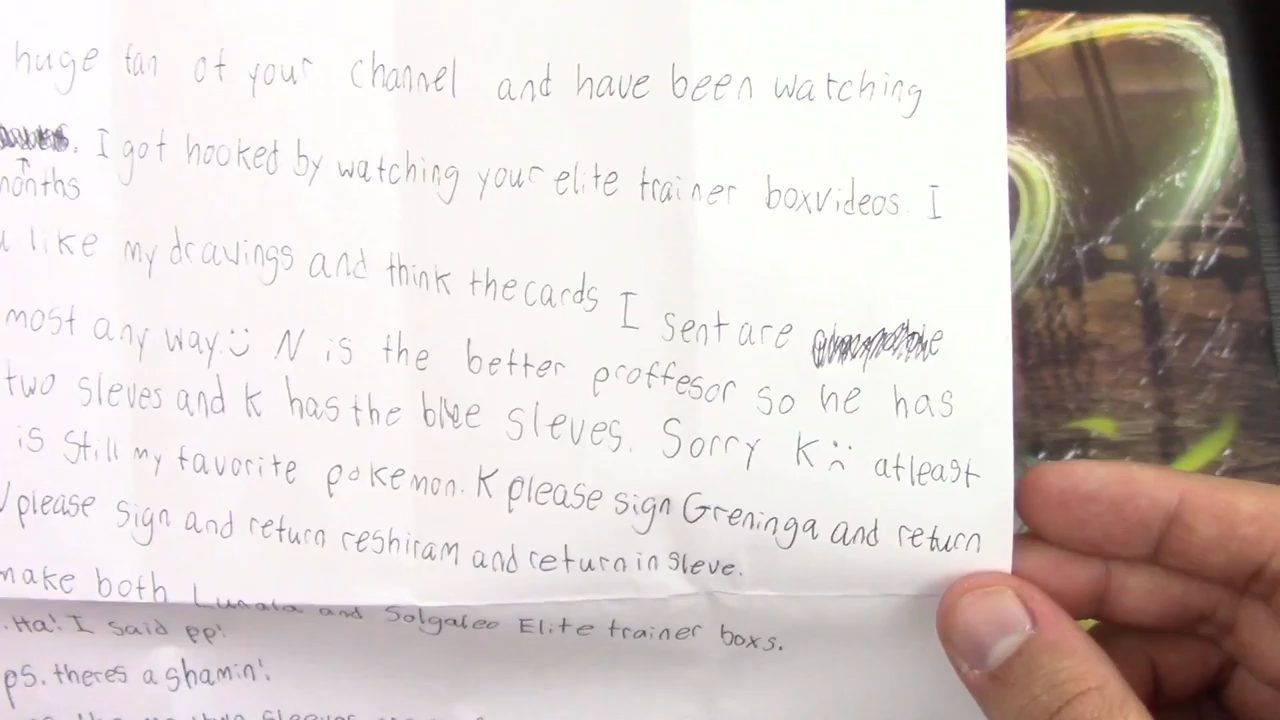 huge fan of your channel and have been watching
. I got hooked by watching your elite trainer box videos. I
months
like my drawings and think the cards I sent are
most any way. :) N is the better proffesor so he has
two sleves and K has the blue sleves. Sorry K :( atleast
is still my favorite pokemon. K please sign Greninga and return
please sign and return reshiram and return in sleve.
make both Lunala and Solgaleo Elite trainer boxs.
. Ha! I said pp!
ps. theres a shamin!